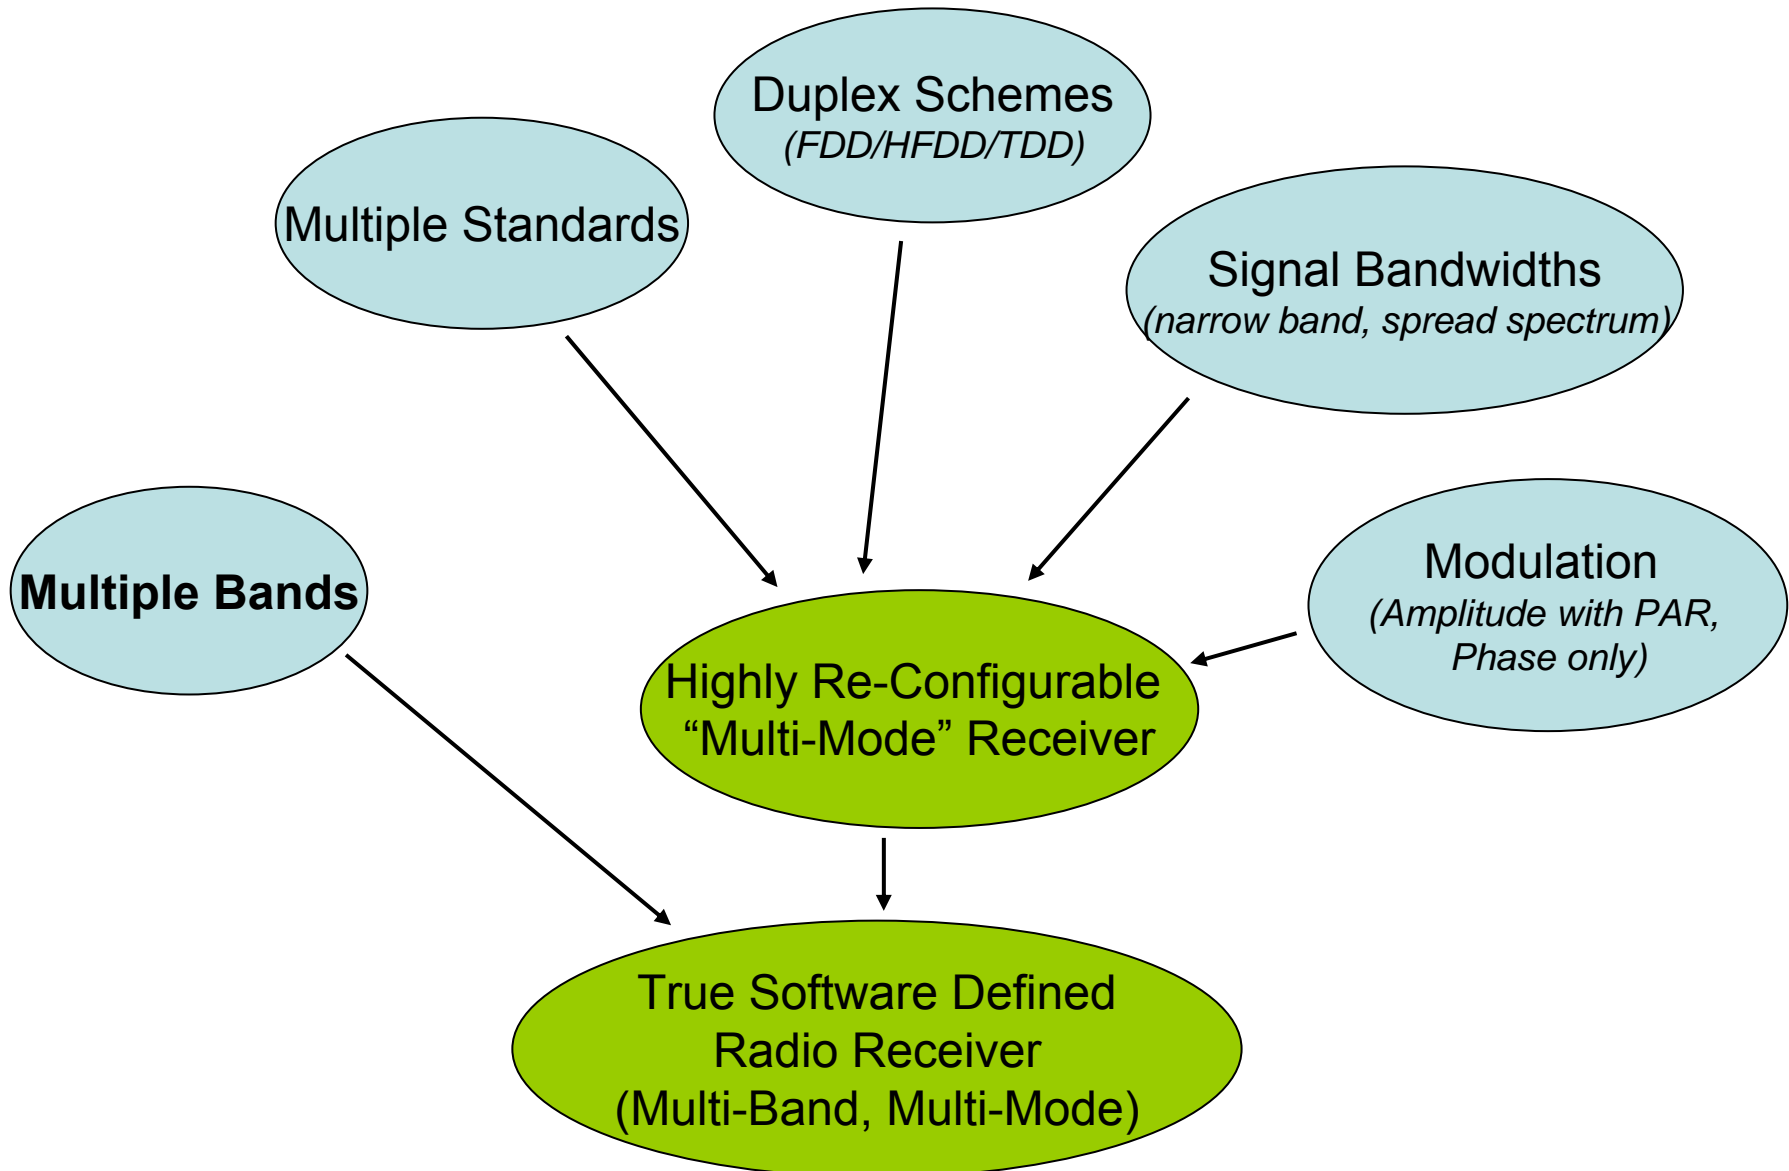 Duplex Schemes
(FDD/HFDD/TDD)
Multiple Standards
Signal Bandwidths
(narrow band, spread spectrum)
Multiple Bands
Modulation
(Amplitude with PAR,
Phase only)
Highly Re-Configurable
“Multi-Mode” Receiver
True Software Defined
Radio Receiver
(Multi-Band, Multi-Mode)